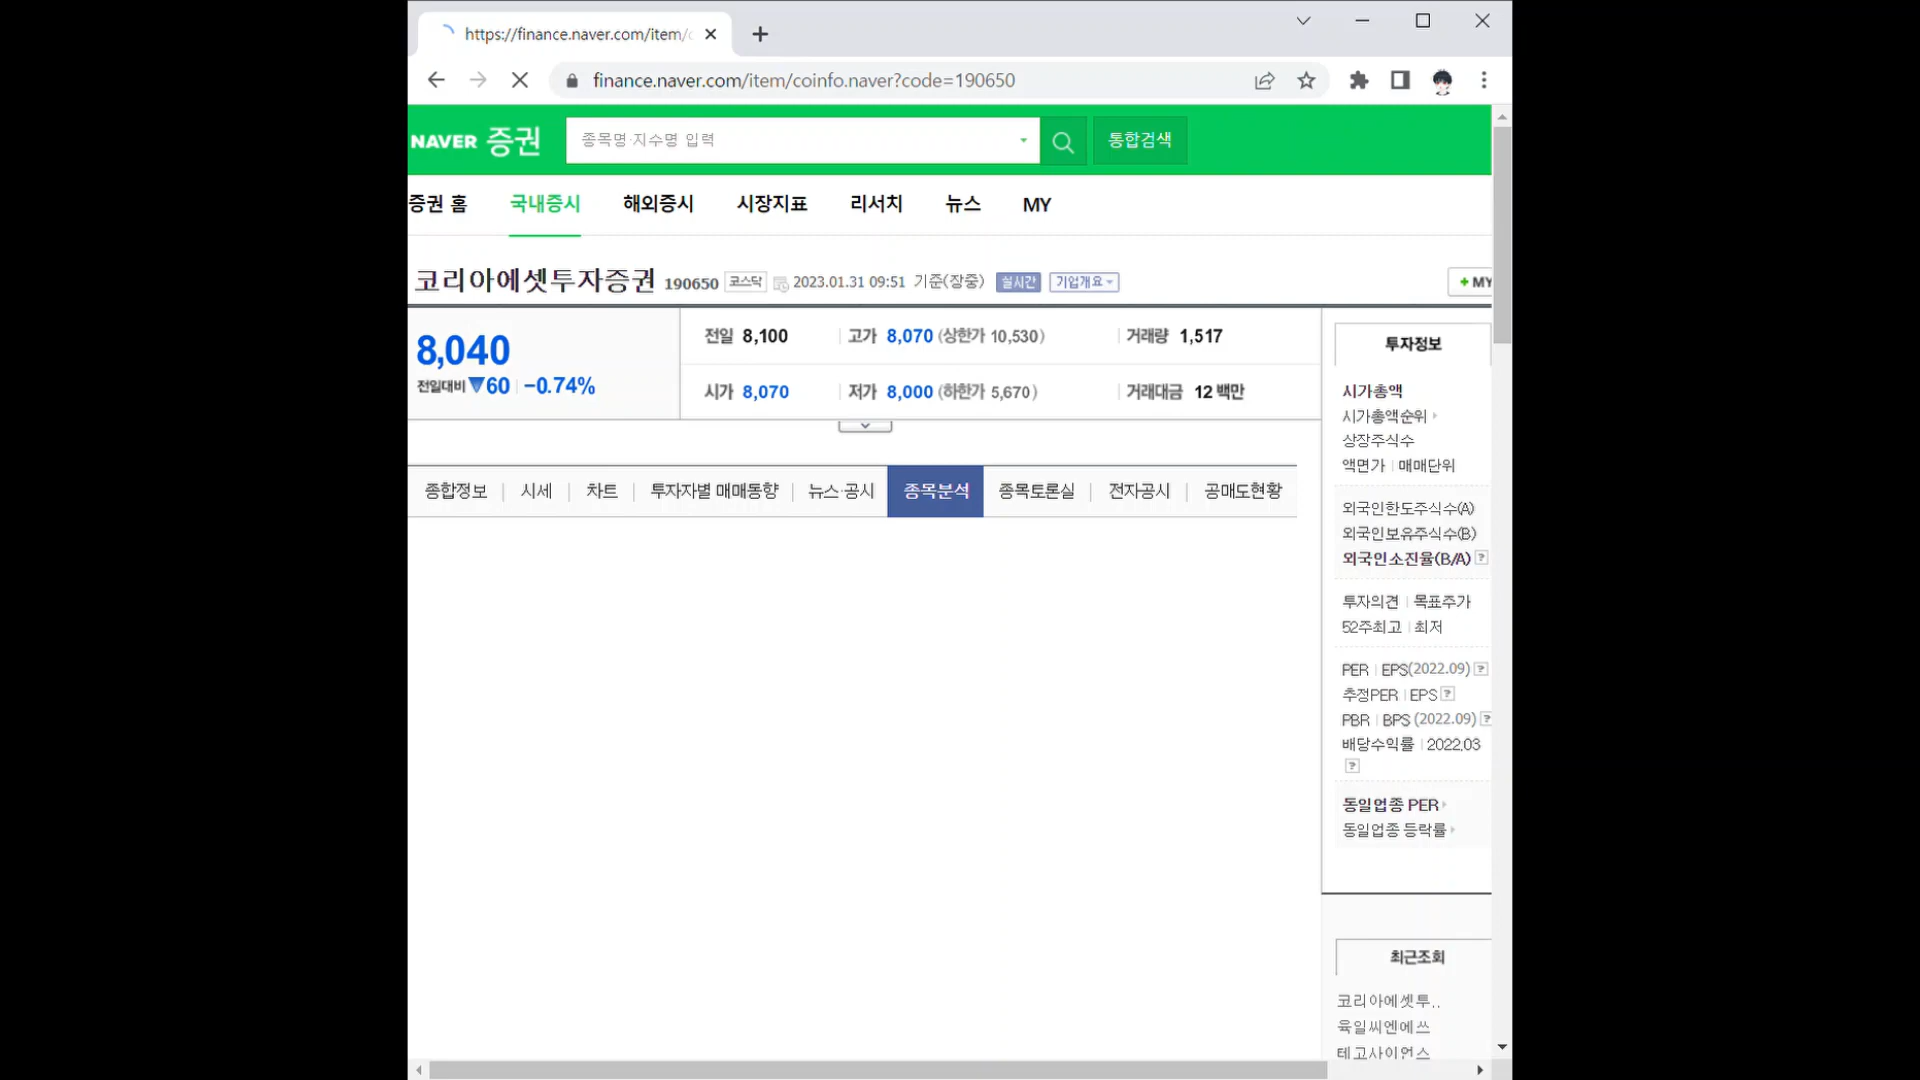 https://finance.naver.com/item/
finance.naver.com/item/coinfo.naver?code=190650
NAVER 증권
종목명·지수명 입력
통합검색
증권 홈 국내증시 해외증시 시장지표 리서치 뉴스 MY
코리아에셋투자증권 190650 코스닥 2023.01.31 09:51 기준(장중) 실시간 기업개요
+ MY
8,040
전일대비 ▼60 -0.74%
전일 8,100 고가 8,070 (상한가 10,530) 거래량 1,517
시가 8,070 저가 8,000 (하한가 5,670) 거래대금 12 백만
종합정보 시세 차트 투자자별 매매동향 뉴스·공시 종목분석 종목토론실 전자공시 공매도현황
투자정보
시가총액
시가총액순위
상장주식수
액면가 | 매매단위
외국인한도주식수(A)
외국인보유주식수(B)
외국인소진율(B/A) ?
투자의견 | 목표주가
52주최고 | 최저
PER | EPS(2022.09) ?
추정PER | EPS ?
PBR | BPS (2022.09) ?
배당수익률 | 2022.03
?
동일업종 PER
동일업종 등락률
최근조회
코리아에셋투..
육일씨엔에쓰
테고사이언스